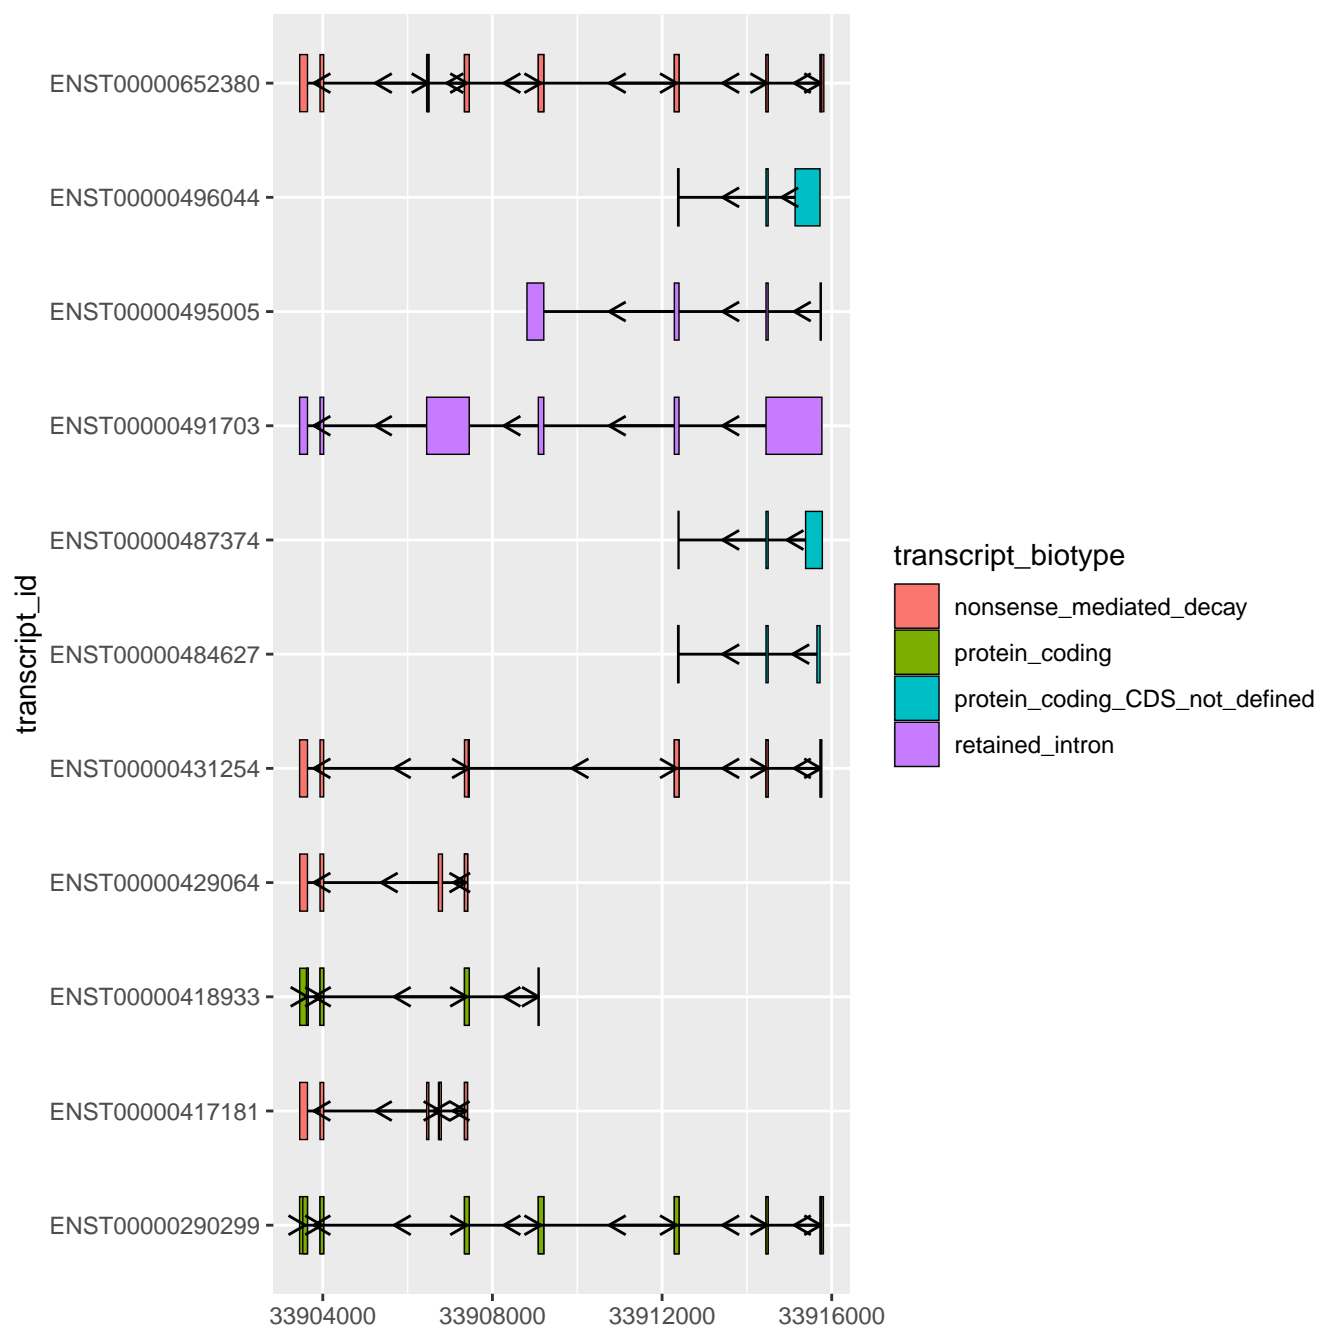 ENST00000652380
ENST00000496044
ENST00000495005
ENST00000491703
ENST00000487374
ENST00000484627
ENST00000431254
ENST00000429064
ENST00000418933
ENST00000417181
ENST00000290299
transcript_id
33904000
33908000
33912000
33916000
transcript_biotype
nonsense_mediated_decay
protein_coding
protein_coding_CDS_not_defined
retained_intron